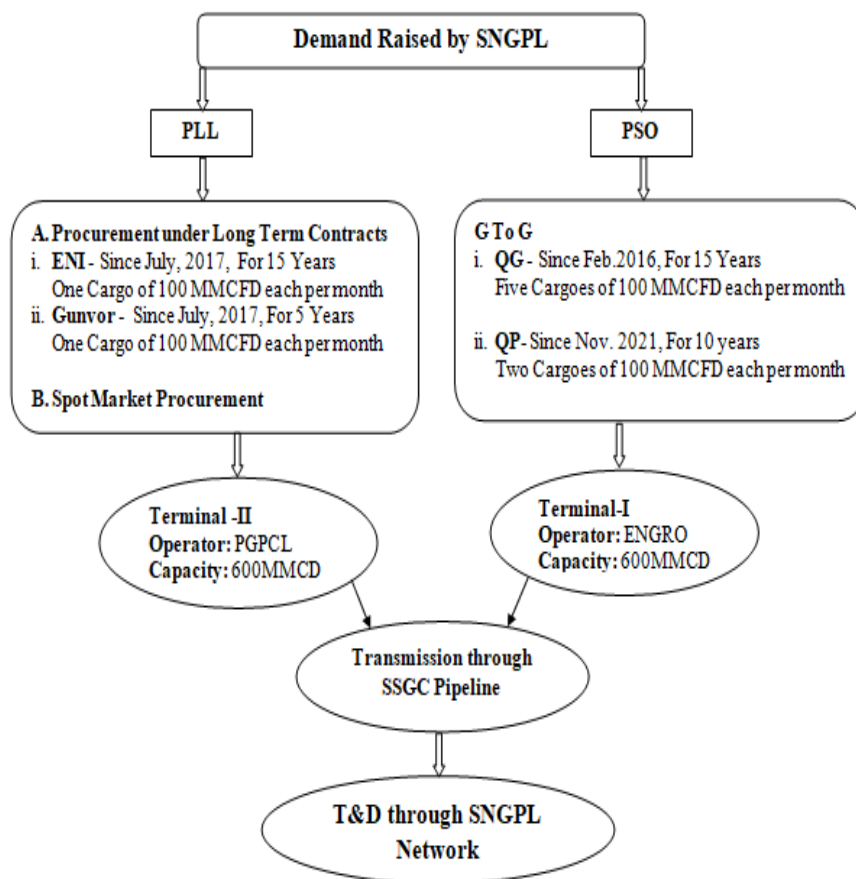 Demand Raised by SNGPL
PLL
PSO
A. Procurement under Long Term Contracts
i. ENI - Since July, 2017, For 15 Years
One Cargo of 100 MMCFD each per month
ii. Gunvor - Since July, 2017, For 5 Years
One Cargo of 100 MMCFD each per month
B. Spot Market Procurement
G To G
i. QG - Since Feb.2016, For 15 Years
Five Cargoes of 100 MMCFD each per month
ii. QP- Since Nov. 2021, For 10 years
Two Cargoes of 100 MMCFD each per month
Terminal -II
Operator: PGPCL
Capacity: 600MMCD
Terminal-I
Operator: ENGRO
Capacity: 600MMCD
Transmission through
SSGC Pipeline
T&D through SNGPL
Network